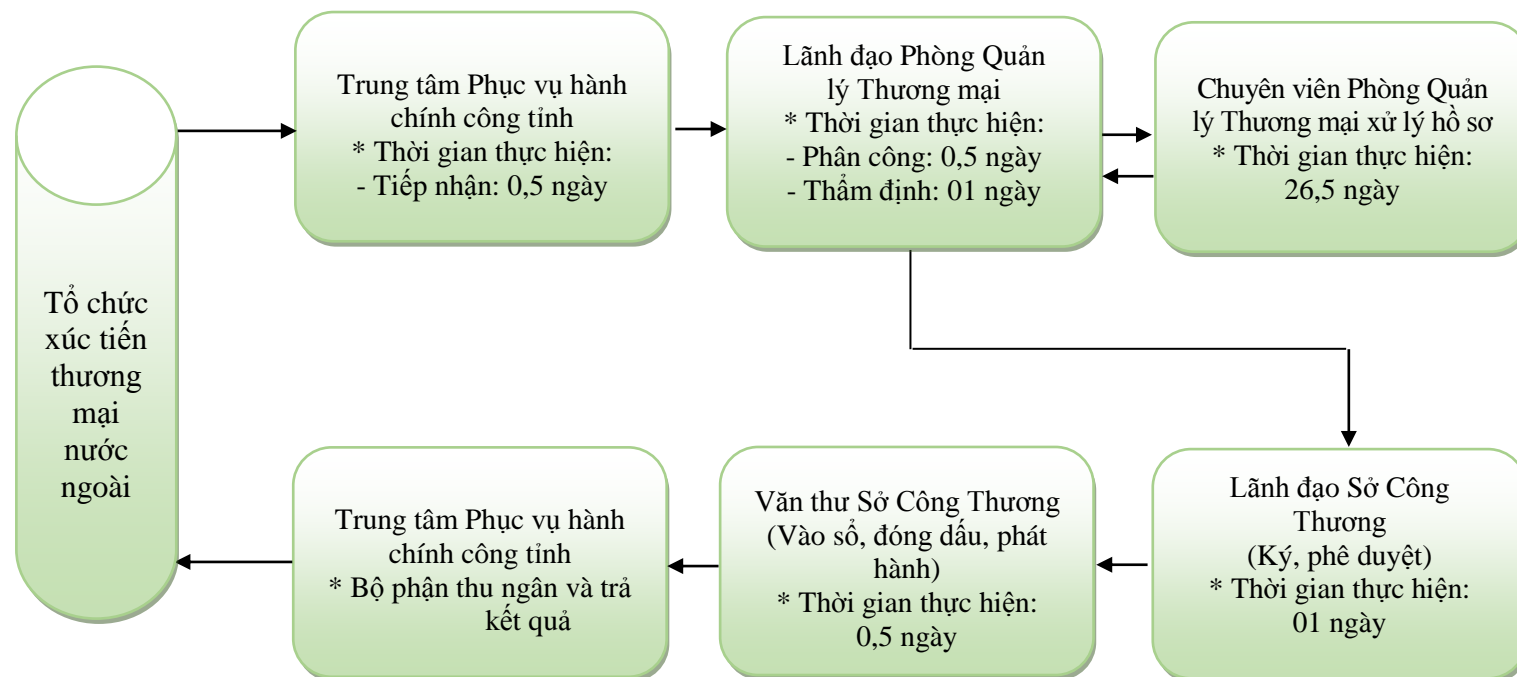 Tổ chức
xúc tiến
thương
mại
nước
ngoài
Trung tâm Phục vụ hành
chính công tỉnh
* Thời gian thực hiện:
- Tiếp nhận: 0,5 ngày
Lãnh đạo Phòng Quản
lý Thương mại
* Thời gian thực hiện:
- Phân công: 0,5 ngày
- Thẩm định: 01 ngày
Chuyên viên Phòng Quản
lý Thương mại xử lý hồ sơ
* Thời gian thực hiện:
26,5 ngày
Lãnh đạo Sở Công
Thương
(Ký, phê duyệt)
* Thời gian thực hiện:
01 ngày
Văn thư Sở Công Thương
(Vào sổ, đóng dấu, phát
hành)
* Thời gian thực hiện:
0,5 ngày
Trung tâm Phục vụ hành
chính công tỉnh
* Bộ phận thu ngân và trả
kết quả